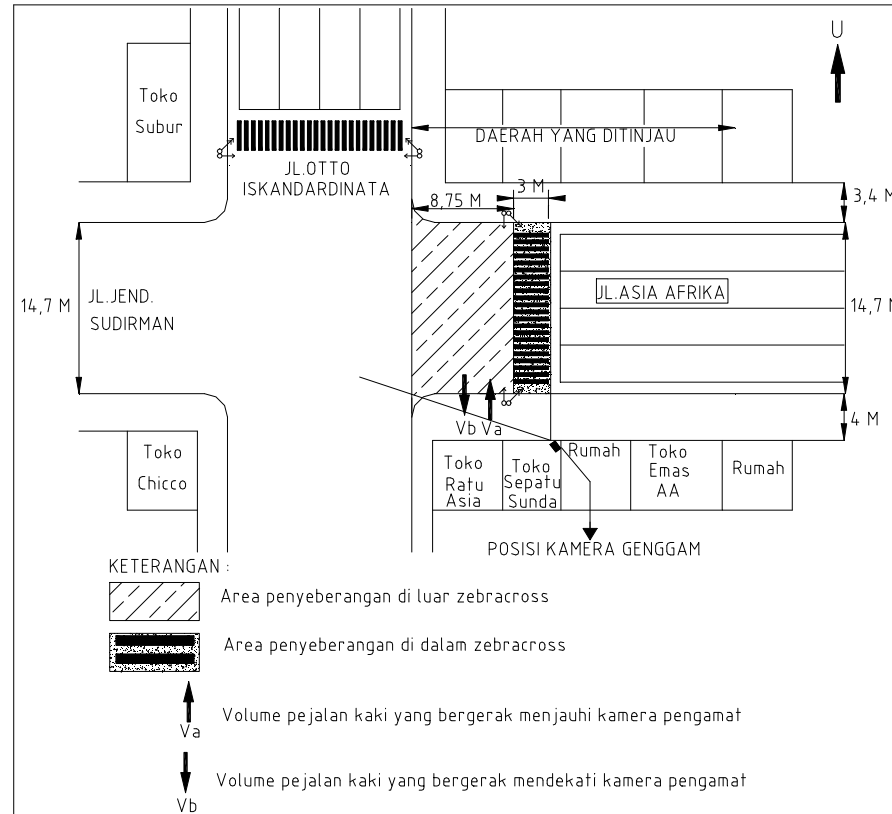 U
Toko
Subur
DAERAH YANG DITINJAU
JL.OTTO
ISKANDARDINATA
3 M
8,75 M
3,4 M
14,7 M
JL.JEND.
SUDIRMAN
JL.ASIA AFRIKA
14,7 M
Vb Va
4 M
Toko
Chicco
Toko
Ratu
Asia
Toko
Sepatu
Sunda
Rumah
Toko
Emas
AA
Rumah
POSISI KAMERA GENGGAM
KETERANGAN :
Area penyeberangan di luar zebracross
Area penyeberangan di dalam zebracross
Va
Volume pejalan kaki yang bergerak menjauhi kamera pengamat
Vb
Volume pejalan kaki yang bergerak mendekati kamera pengamat